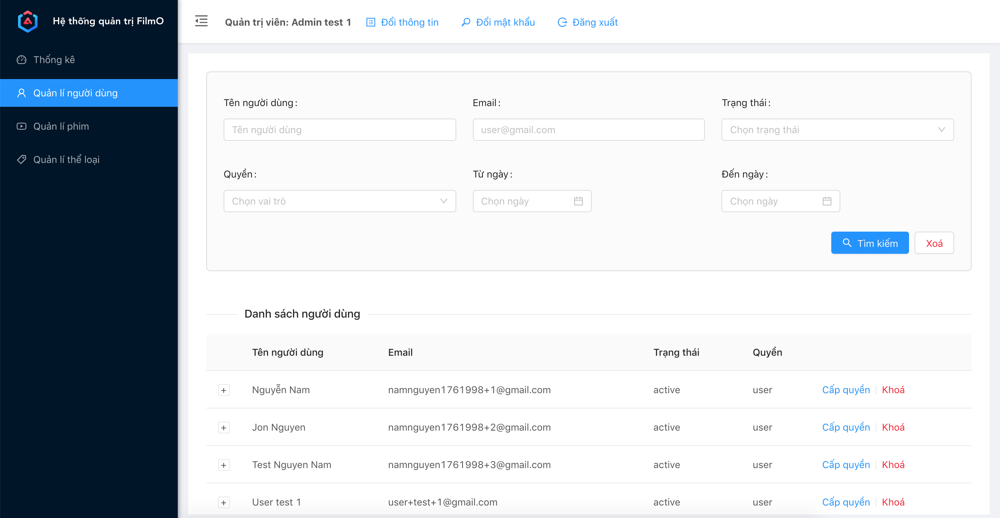 Hệ thống quản trị FilmO
Quản trị viên: Admin test 1 Đổi thông tin Đổi mật khẩu Đăng xuất
Thống kê
Quản lí người dùng
Quản lí phim
Quản lí thể loại
Tên người dùng: Email: Trạng thái:
Tên người dùng user@gmail.com Chọn trạng thái
Quyền: Từ ngày: Đến ngày:
Chọn vai trò Chọn ngày Chọn ngày
Tìm kiếm Xoá
Danh sách người dùng
Tên người dùng Email Trạng thái Quyền
+ Nguyễn Nam namnguyen1761998+1@gmail.com active user Cấp quyền Khoá
+ Jon Nguyen namnguyen1761998+2@gmail.com active user Cấp quyền Khoá
+ Test Nguyen Nam namnguyen1761998+3@gmail.com active user Cấp quyền Khoá
+ User test 1 user+test+1@gmail.com active user Cấp quyền Khoá